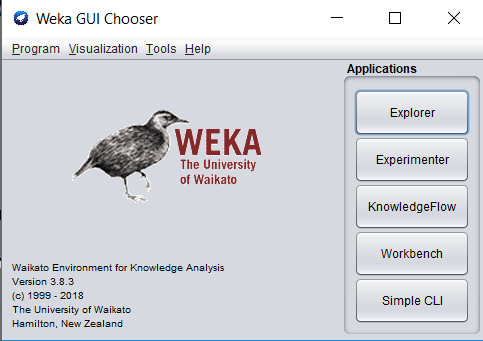 Weka GUI Chooser
Program Visualization Tools Help
Applications
WEKA
The University
of Waikato
Explorer
Experimenter
KnowledgeFlow
Workbench
Simple CLI
Waikato Environment for Knowledge Analysis
Version 3.8.3
(c) 1999 - 2018
The University of Waikato
Hamilton, New Zealand